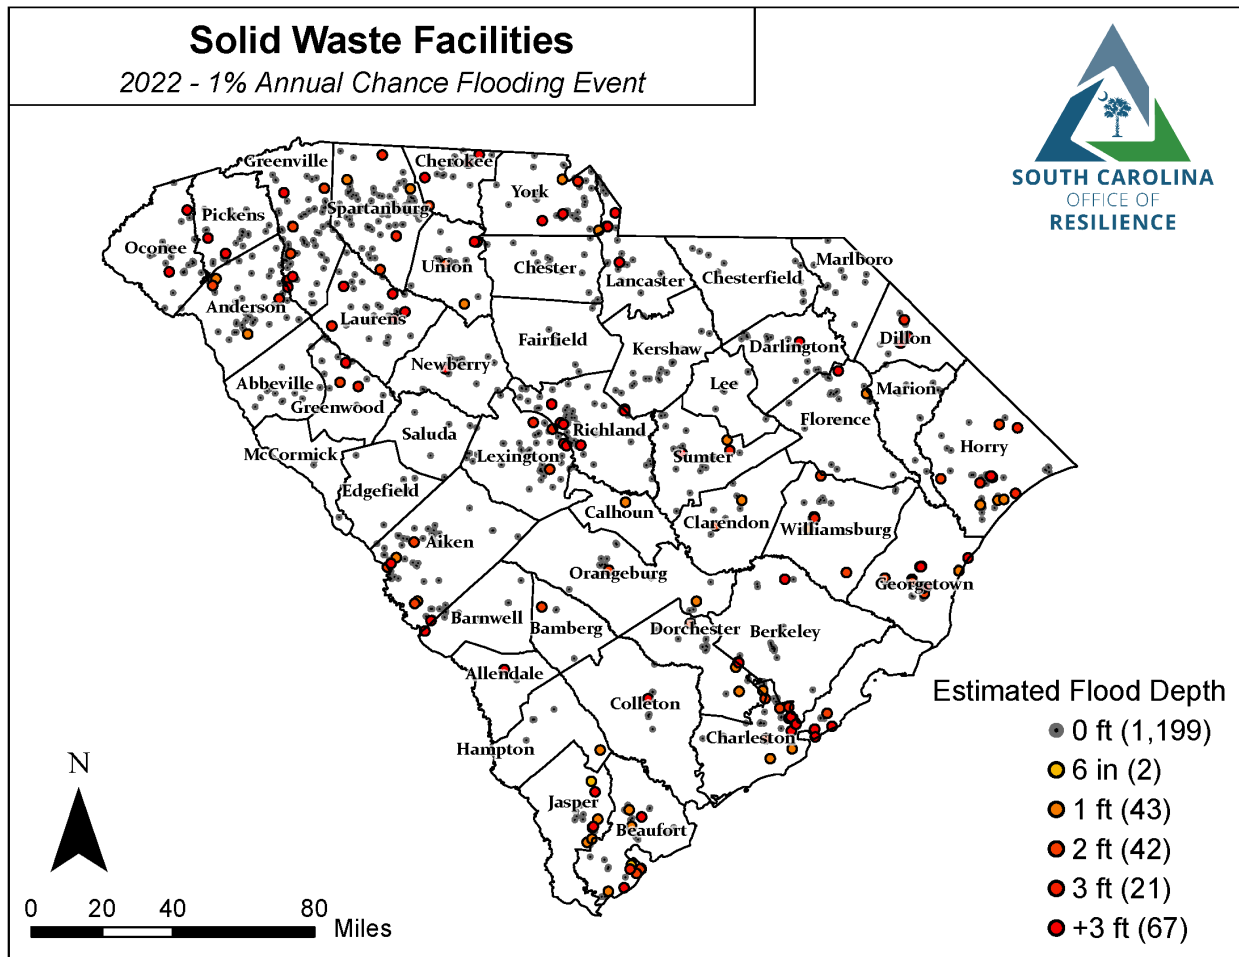 Solid Waste Facilities
2022 - 1% Annual Chance Flooding Event
SOUTH CAROLINA
OFFICE OF
RESILIENCE
Greenville
Cherokee
York
Pickens
Spartanburg
Oconee
Union
Chester
Lancaster
Chesterfield
Marlboro
Anderson
Laurens
Fairfield
Kershaw
Darlington
Dillon
Newberry
Abbeville
Greenwood
Lee
Marion
Saluda
Richland
Florence
Horry
McCormick
Lexington
Sumter
Edgefield
Calhoun
Clarendon
Williamsburg
Aiken
Orangeburg
Georgetown
Barnwell
Bamberg
Dorchester
Berkeley
Allendale
Colleton
Charleston
Hampton
Jasper
Beaufort
Estimated Flood Depth
0 ft (1,199)
6 in (2)
1 ft (43)
2 ft (42)
3 ft (21)
+3 ft (67)
N
0 20 40 80 Miles